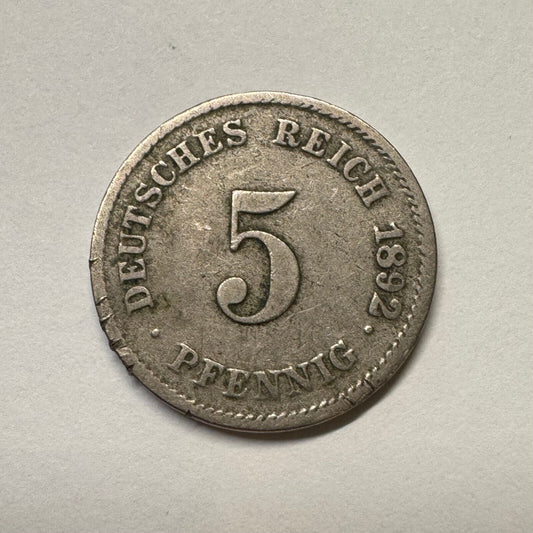 DEUTSCHES REICH 1892
5
· PFENNIG ·